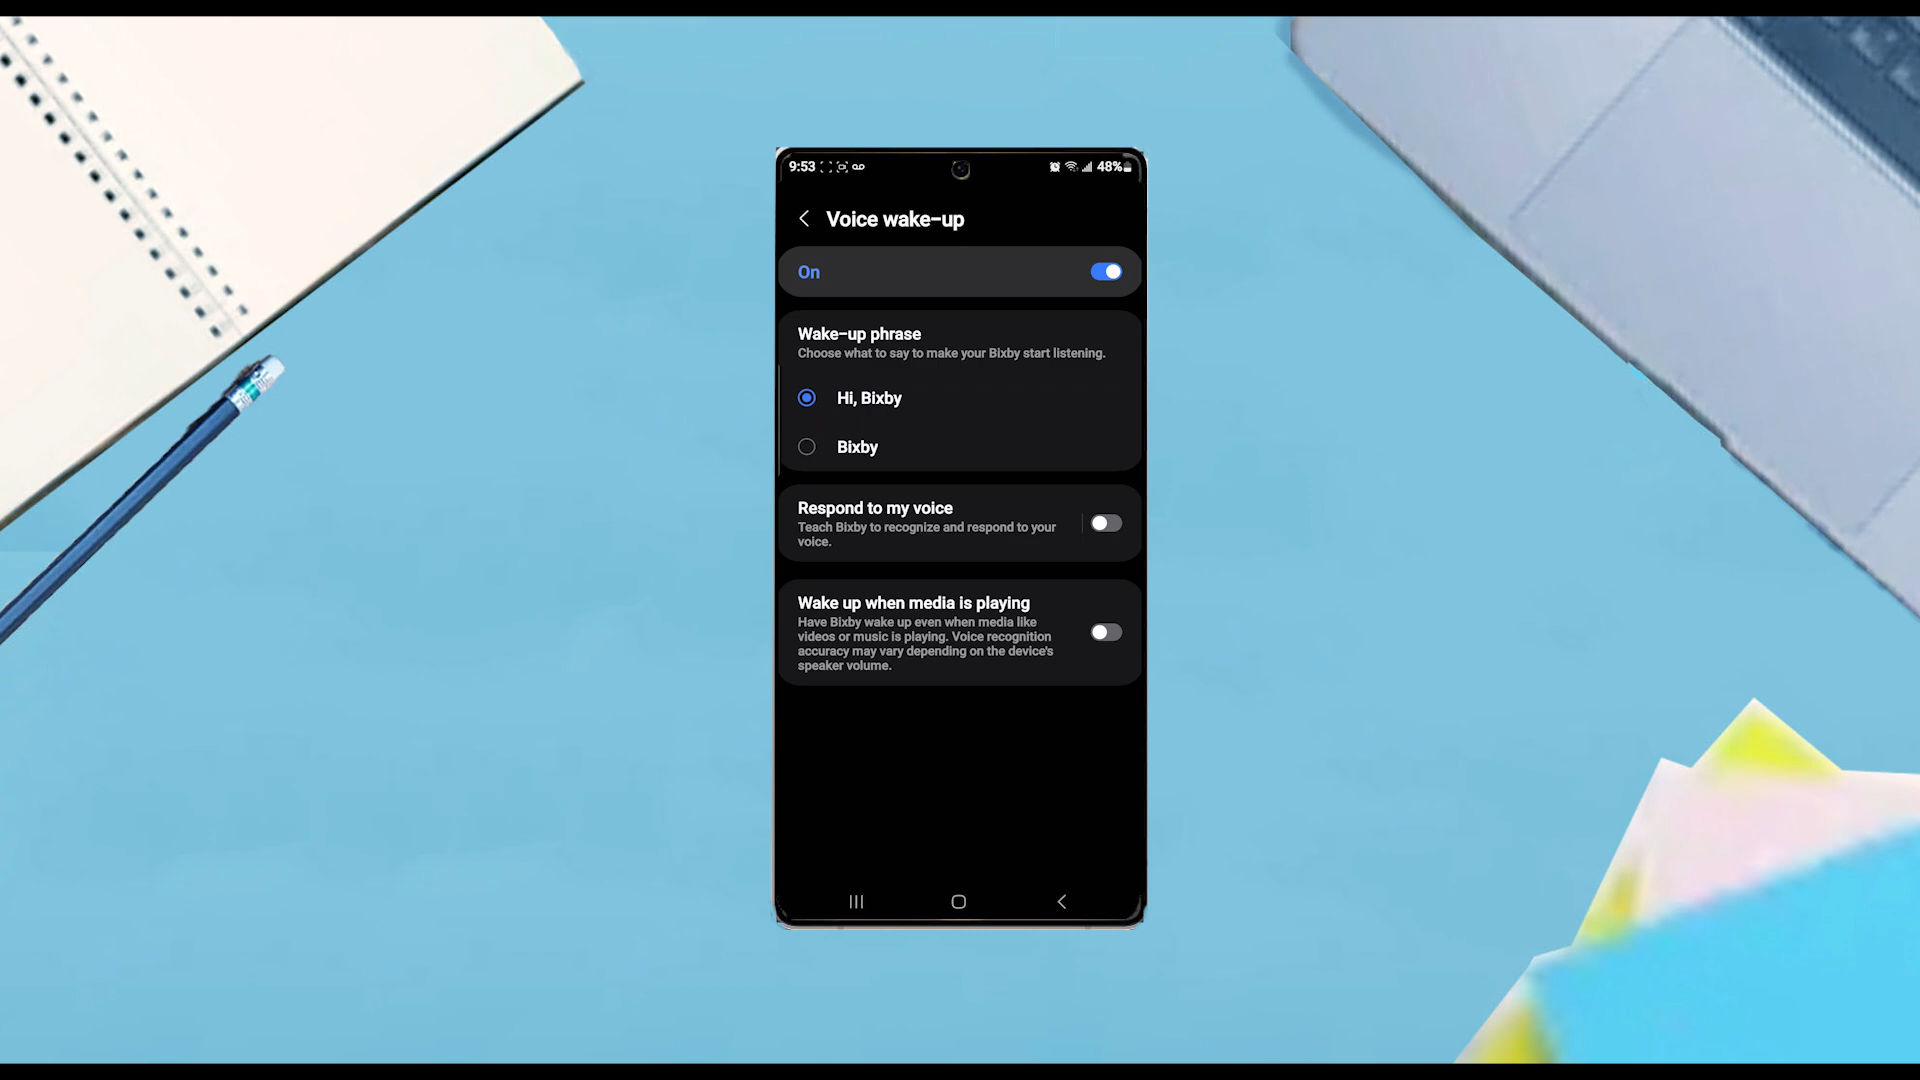 9:53 48%
Voice wake-up
On
Wake-up phrase
Choose what to say to make your Bixby start listening.
Hi, Bixby
Bixby
Respond to my voice
Teach Bixby to recognize and respond to your
voice.
Wake up when media is playing
Have Bixby wake up even when media like
videos or music is playing. Voice recognition
accuracy may vary depending on the device's
speaker volume.